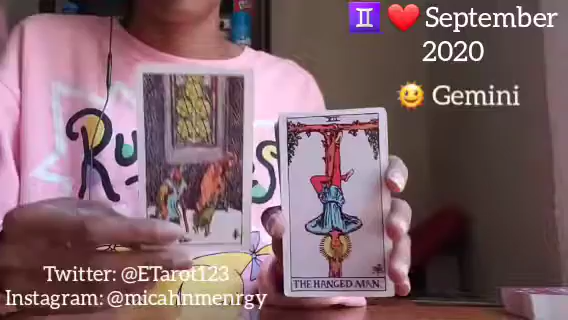 ♊ ❤️ September
2020
🌞 Gemini
XII
THE HANGED MAN.
Twitter: @ETarot123
Instagram: @micahnmenrgy